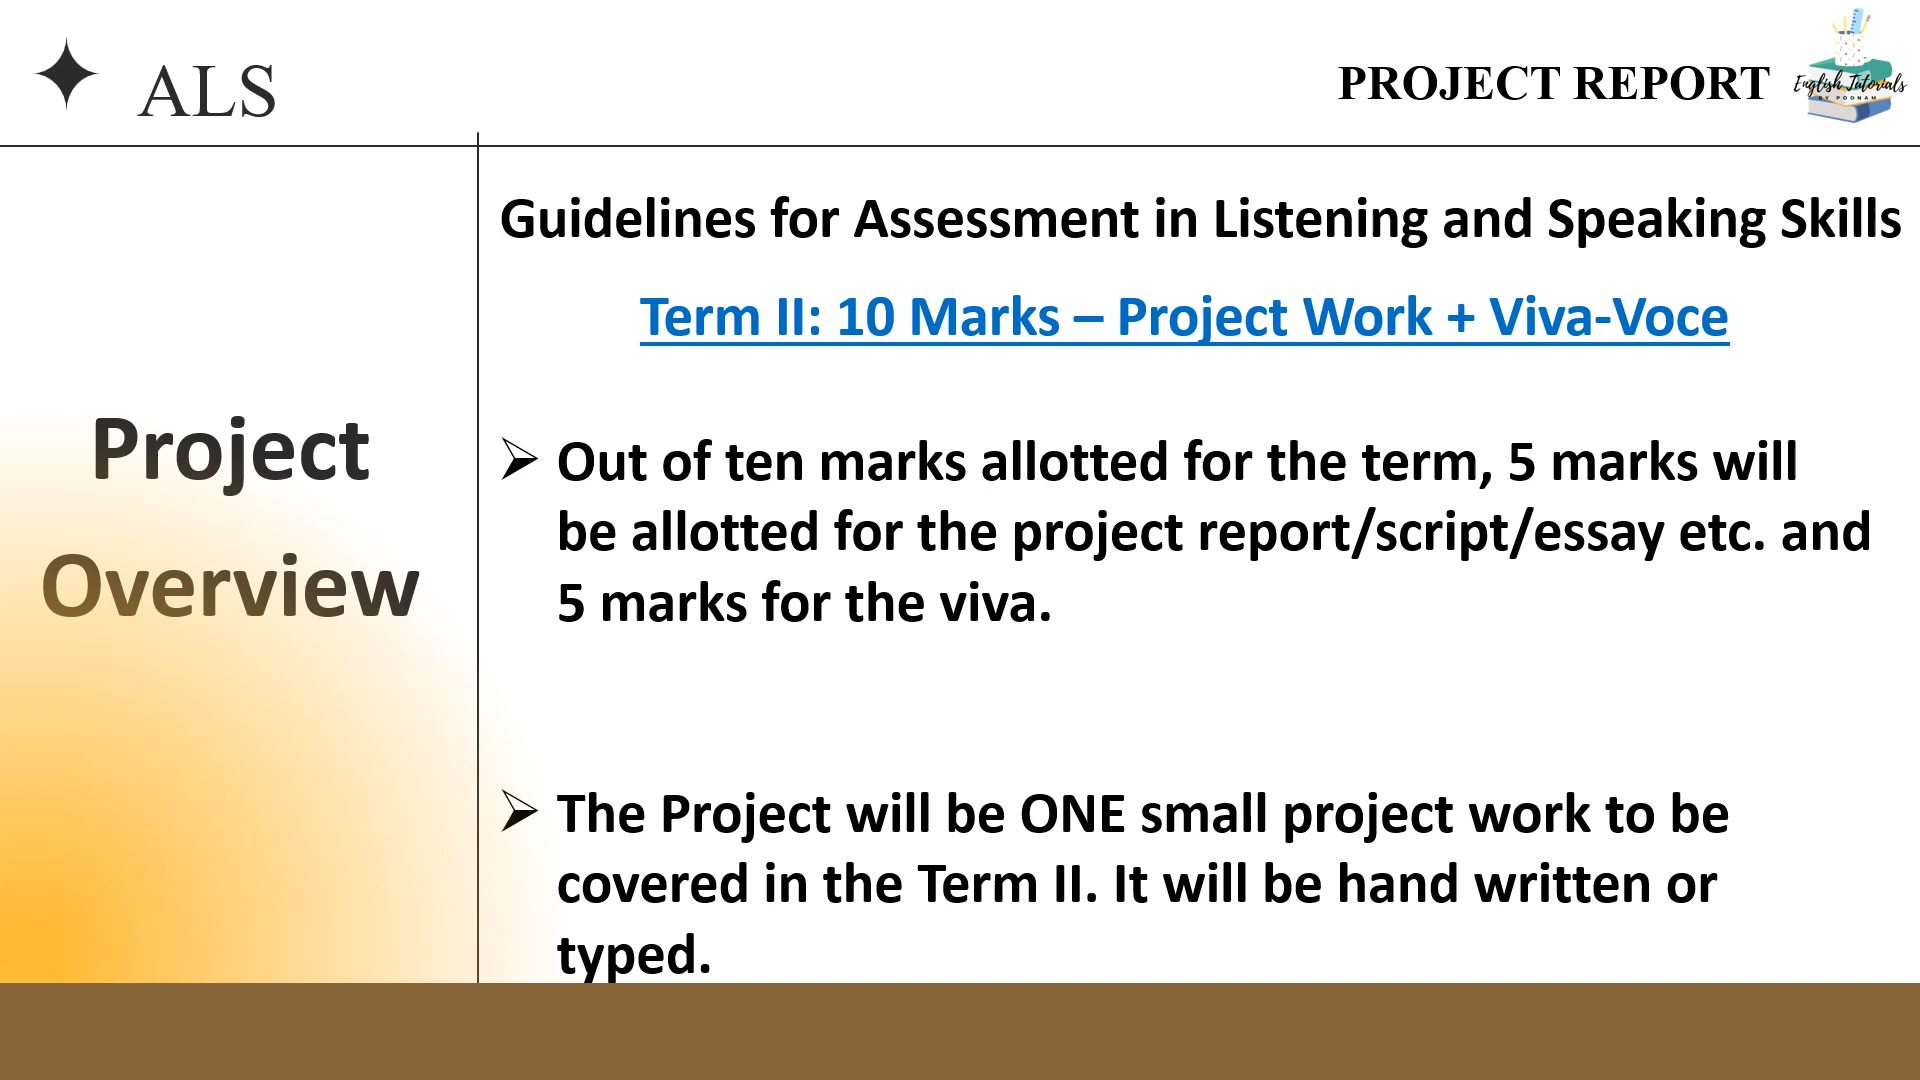 ALS
PROJECT REPORT
English Tutorials
BY POONAM
Project
Overview
Guidelines for Assessment in Listening and Speaking Skills
Term II: 10 Marks – Project Work + Viva-Voce
➢ Out of ten marks allotted for the term, 5 marks will
be allotted for the project report/script/essay etc. and
5 marks for the viva.
➢ The Project will be ONE small project work to be
covered in the Term II. It will be hand written or
typed.